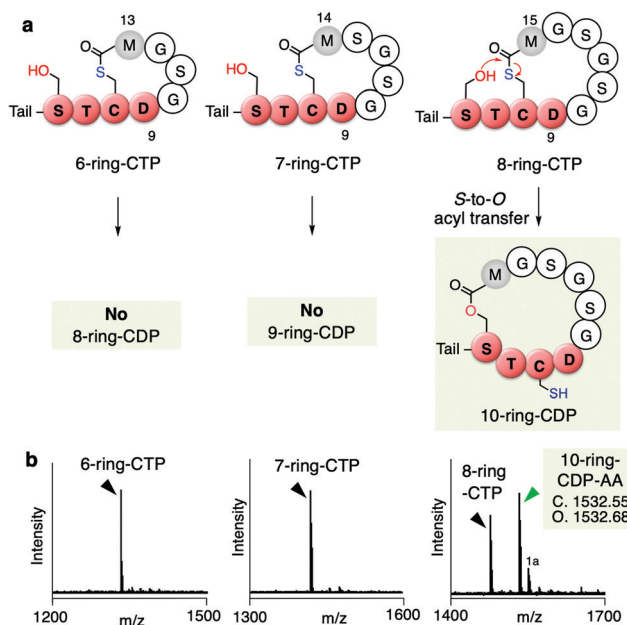 a
13
M G S G
O
S
HO
Tail S T C D
9
6-ring-CTP
No
8-ring-CDP
14
M S G S G
O
S
HO
Tail S T C D
9
7-ring-CTP
No
9-ring-CDP
15
M G S G S G
O
S
OH
Tail S T C D
9
8-ring-CTP
S-to-O
acyl transfer
M G S G S G
O
O
Tail S T C D
SH
10-ring-CDP
b
6-ring-CTP
Intensity
1200 m/z 1500
7-ring-CTP
Intensity
1300 m/z 1600
8-ring
-CTP
10-ring-
CDP-AA
C. 1532.55
O. 1532.68
1a
Intensity
1400 m/z 1700